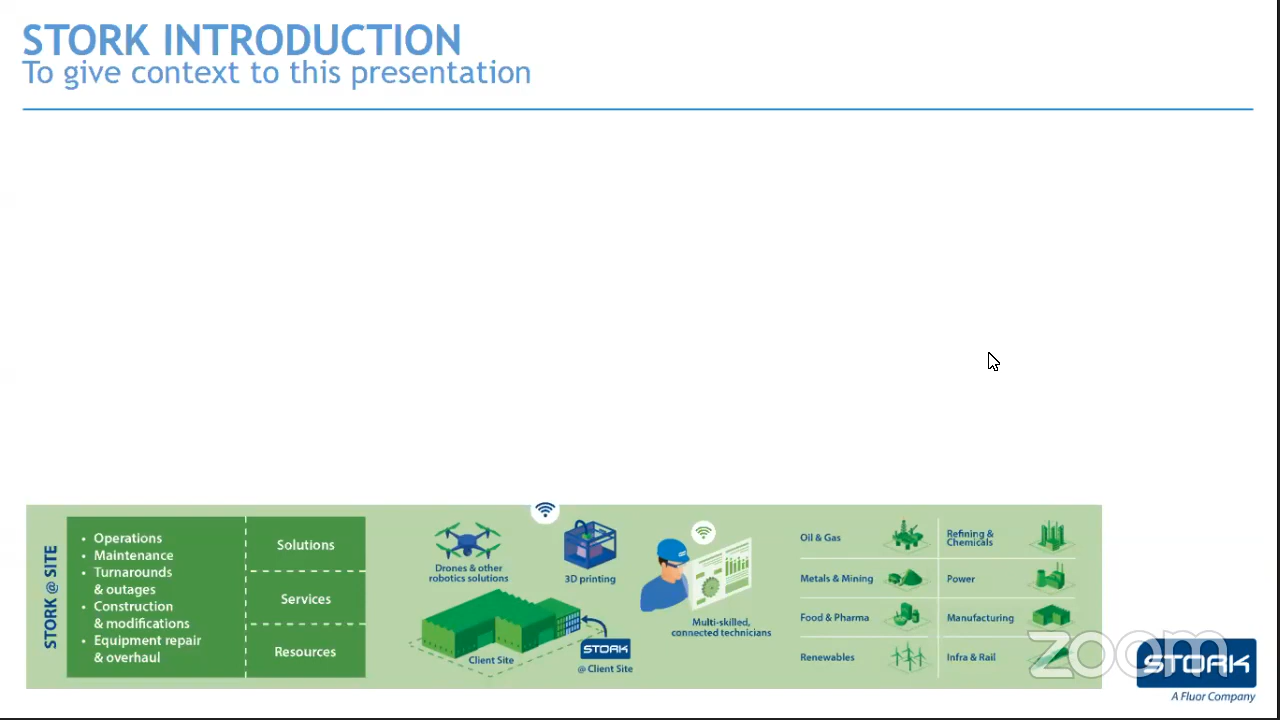 STORK INTRODUCTION
To give context to this presentation
STORK @ SITE
• Operations
• Maintenance
• Turnarounds
& outages
• Construction
& modifications
• Equipment repair
& overhaul
Solutions
Services
Resources
Drones & other
robotics solutions
3D printing
Client Site
STORK
@ Client Site
Multi-skilled,
connected technicians
Oil & Gas
Refining &
Chemicals
Metals & Mining
Power
Food & Pharma
Manufacturing
Renewables
Infra & Rail
zoom
STORK
A Fluor Company